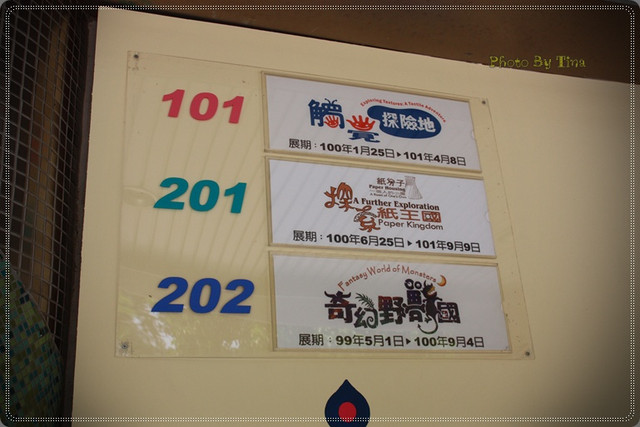 Photo By Tina
101
Exploring Textures: A Tactile Adventure
觸覺
探險地
展期：100年1月25日▶101年4月8日
201
紙分子
Paper Morning
A Further Exploration
探索紙王國
Paper Kingdom
展期：100年6月25日▶101年9月9日
202
Fantasy World of Monsters
奇幻野獸國
展期：99年5月1日▶100年9月4日